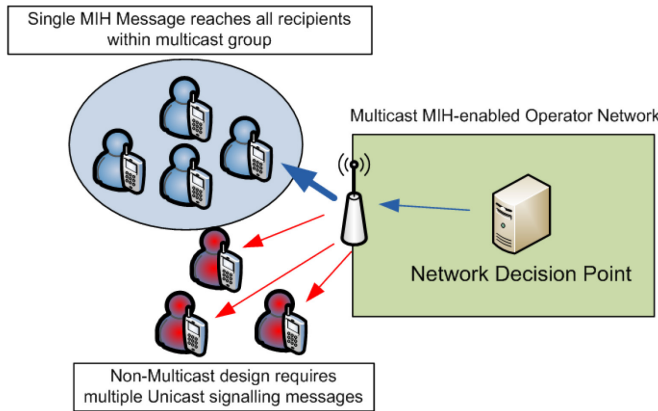 Single MIH Message reaches all recipients
within multicast group
Multicast MIH-enabled Operator Network
Network Decision Point
Non-Multicast design requires
multiple Unicast signalling messages